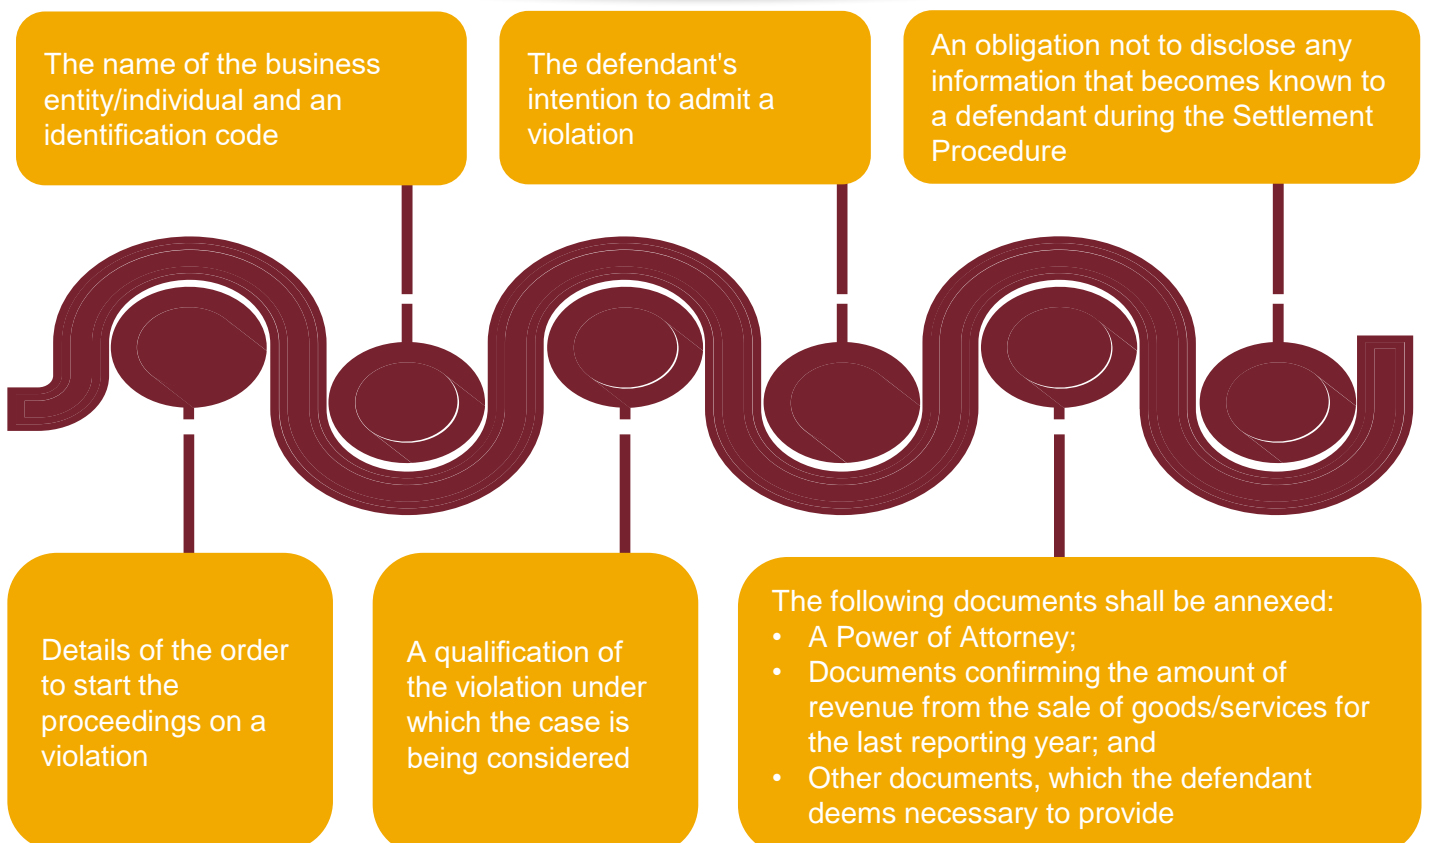 The name of the business
entity/individual and an
identification code
The defendant's
intention to admit a
violation
An obligation not to disclose any
information that becomes known to
a defendant during the Settlement
Procedure
Details of the order
to start the
proceedings on a
violation
A qualification of
the violation under
which the case is
being considered
The following documents shall be annexed:
• A Power of Attorney;
• Documents confirming the amount of
revenue from the sale of goods/services for
the last reporting year; and
• Other documents, which the defendant
deems necessary to provide